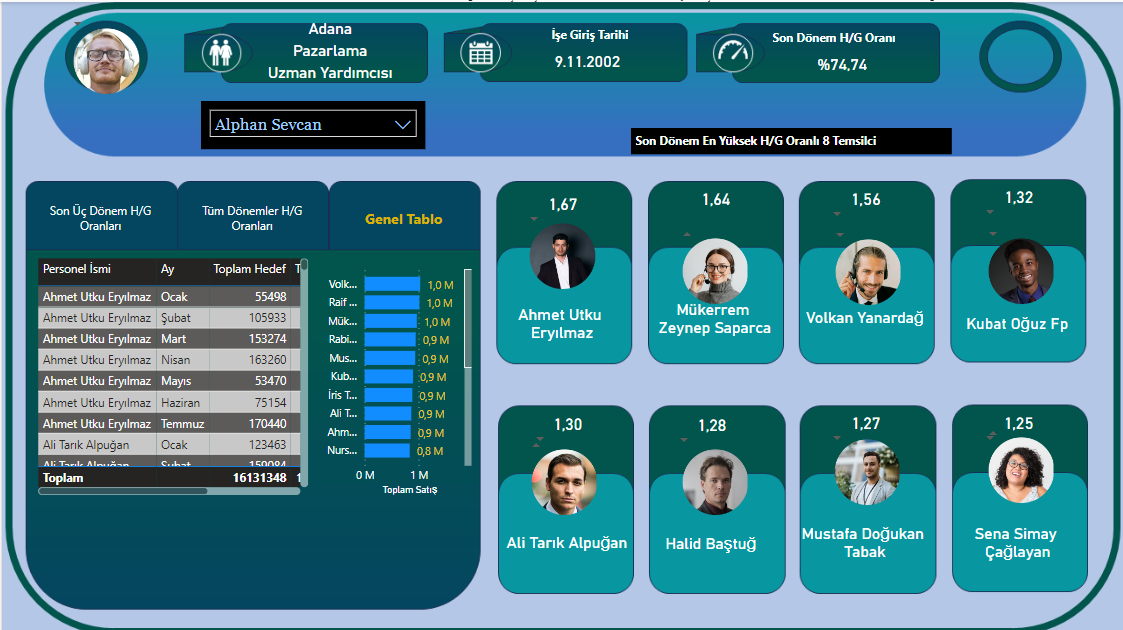 Adana
Pazarlama
Uzman Yardımcısı
İşe Giriş Tarihi
9.11.2002
Son Dönem H/G Oranı
%74,74
Alphan Sevcan
Son Dönem En Yüksek H/G Oranlı 8 Temsilci
Son Üç Dönem H/G
Oranları
Tüm Dönemler H/G
Oranları
Genel Tablo
Personel İsmi Ay Toplam Hedef T
Ahmet Utku Eryılmaz Ocak 55498
Ahmet Utku Eryılmaz Şubat 105933
Ahmet Utku Eryılmaz Mart 153274
Ahmet Utku Eryılmaz Nisan 163260
Ahmet Utku Eryılmaz Mayıs 53470
Ahmet Utku Eryılmaz Haziran 75154
Ahmet Utku Eryılmaz Temmuz 170440
Ali Tarık Alpuğan Ocak 123463
Ali Tarık Alpuğan Şubat 159084
Toplam 16131348 1
Volk... 1,0 M
Raif ... 1,0 M
Mük... 1,0 M
Rabi... 0,9 M
Mus... 0,9 M
Kub... 0,9 M
İris T... 0,9 M
Ali T... 0,9 M
Ahm... 0,9 M
Nurs... 0,8 M
0 M 1 M
Toplam Satış
1,67
Ahmet Utku
Eryılmaz
1,64
Mükerrem
Zeynep Saparca
1,56
Volkan Yanardağ
1,32
Kubat Oğuz Fp
1,30
Ali Tarık Alpuğan
1,28
Halid Baştuğ
1,27
Mustafa Doğukan
Tabak
1,25
Sena Simay
Çağlayan